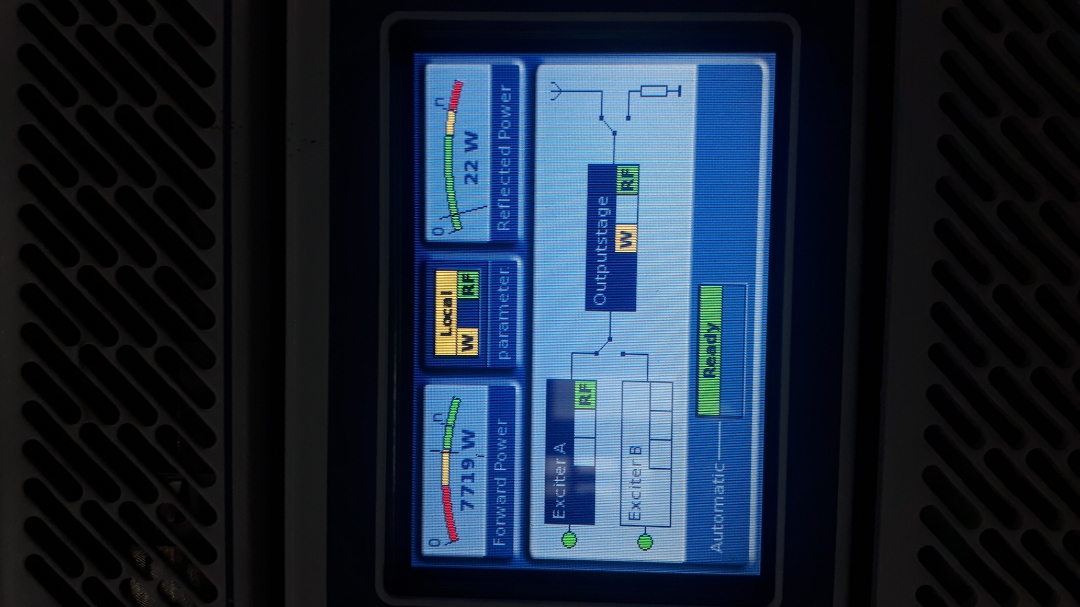 0 n
7719 W
Forward Power
Local
W RF
parameter
0 n
22 W
Reflected Power
Exciter A
RF
Exciter B
Outputstage
W RF
Automatic
Ready